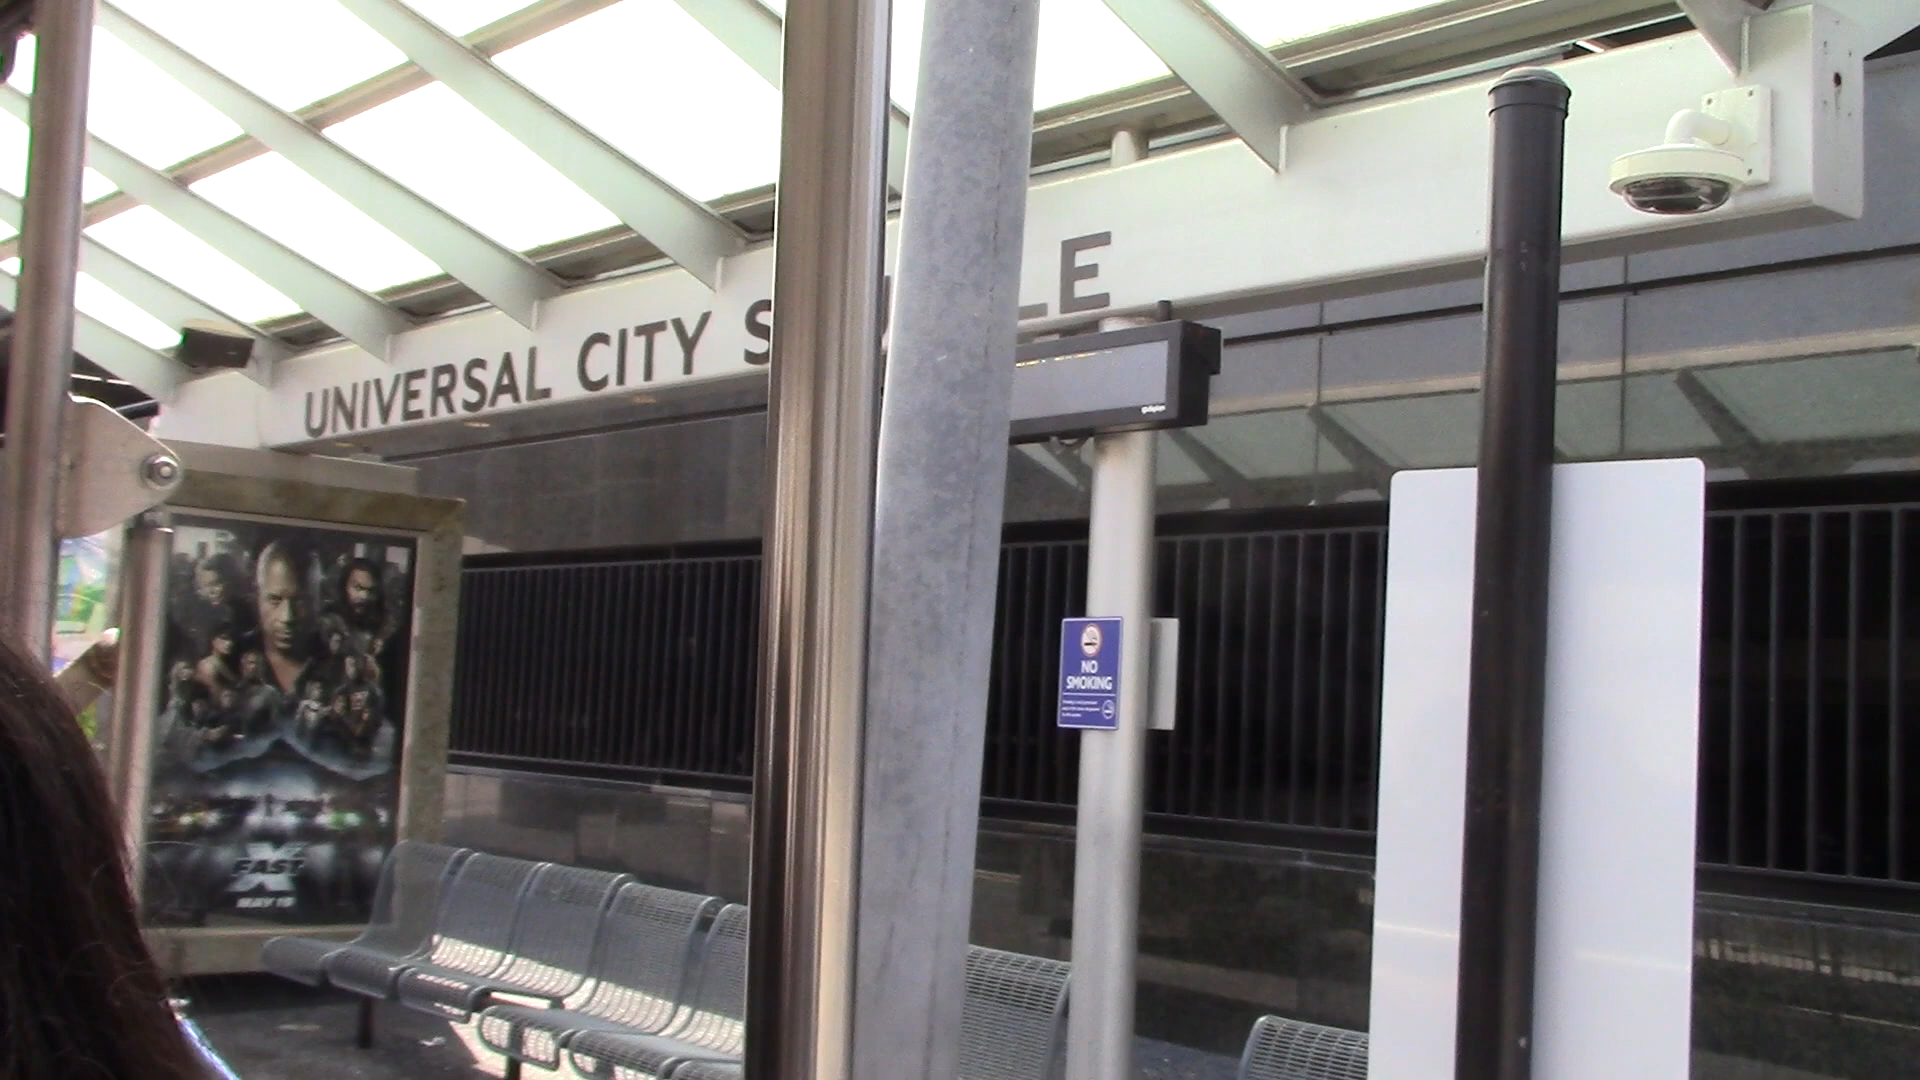 UNIVERSAL CITY S LE
NO
SMOKING
FAST
X
MAY 19